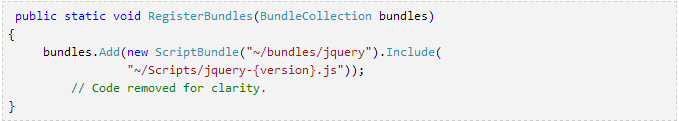 public static void RegisterBundles(BundleCollection bundles)
{
bundles.Add(new ScriptBundle("~/bundles/jquery").Include(
"~/Scripts/jquery-{version}.js"));
// Code removed for clarity.
}